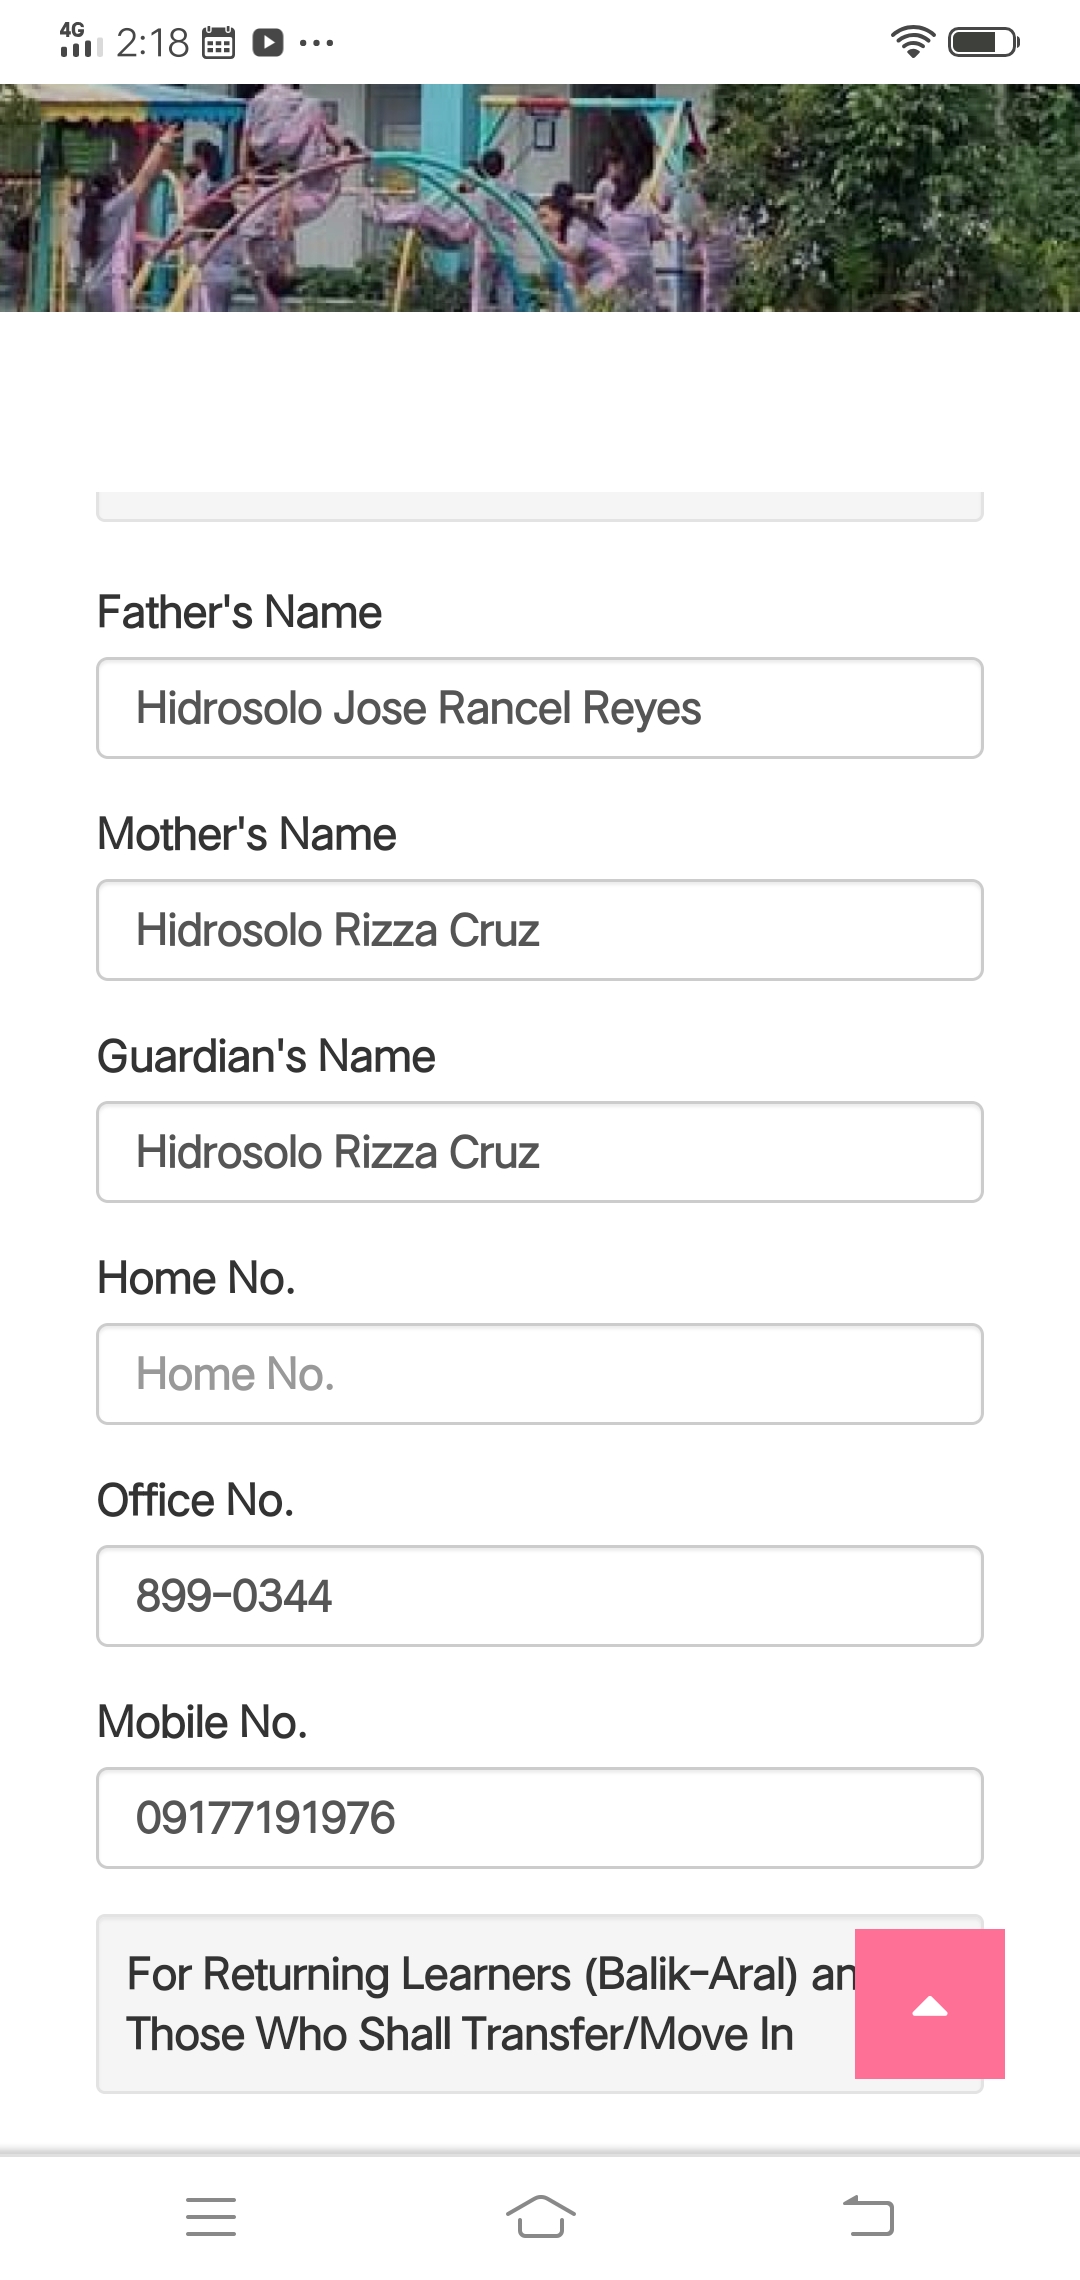 4G 2:18
Father's Name
Hidrosolo Jose Rancel Reyes
Mother's Name
Hidrosolo Rizza Cruz
Guardian's Name
Hidrosolo Rizza Cruz
Home No.
Home No.
Office No.
899-0344
Mobile No.
09177191976
For Returning Learners (Balik-Aral) an
Those Who Shall Transfer/Move In